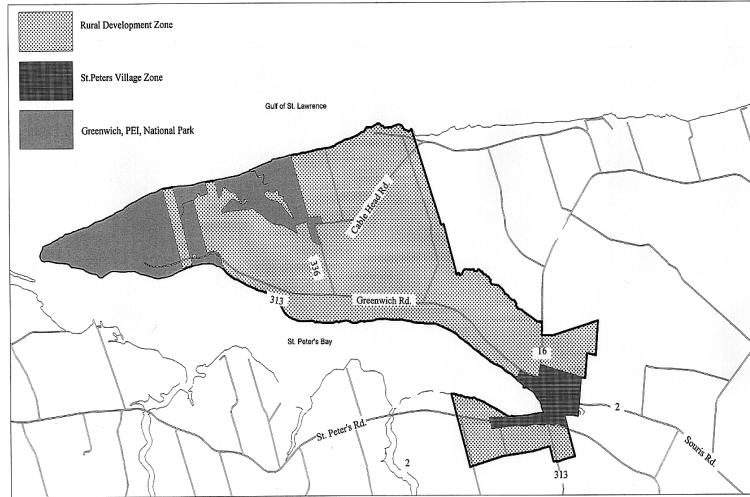 Rural Development Zone
St.Peters Village Zone
Greenwich, PEI, National Park
Gulf of St. Lawrence
Cable Head Rd.
336
313
Greenwich Rd.
St. Peter's Bay
16
2
St. Peter's Rd.
Souris Rd.
2
313